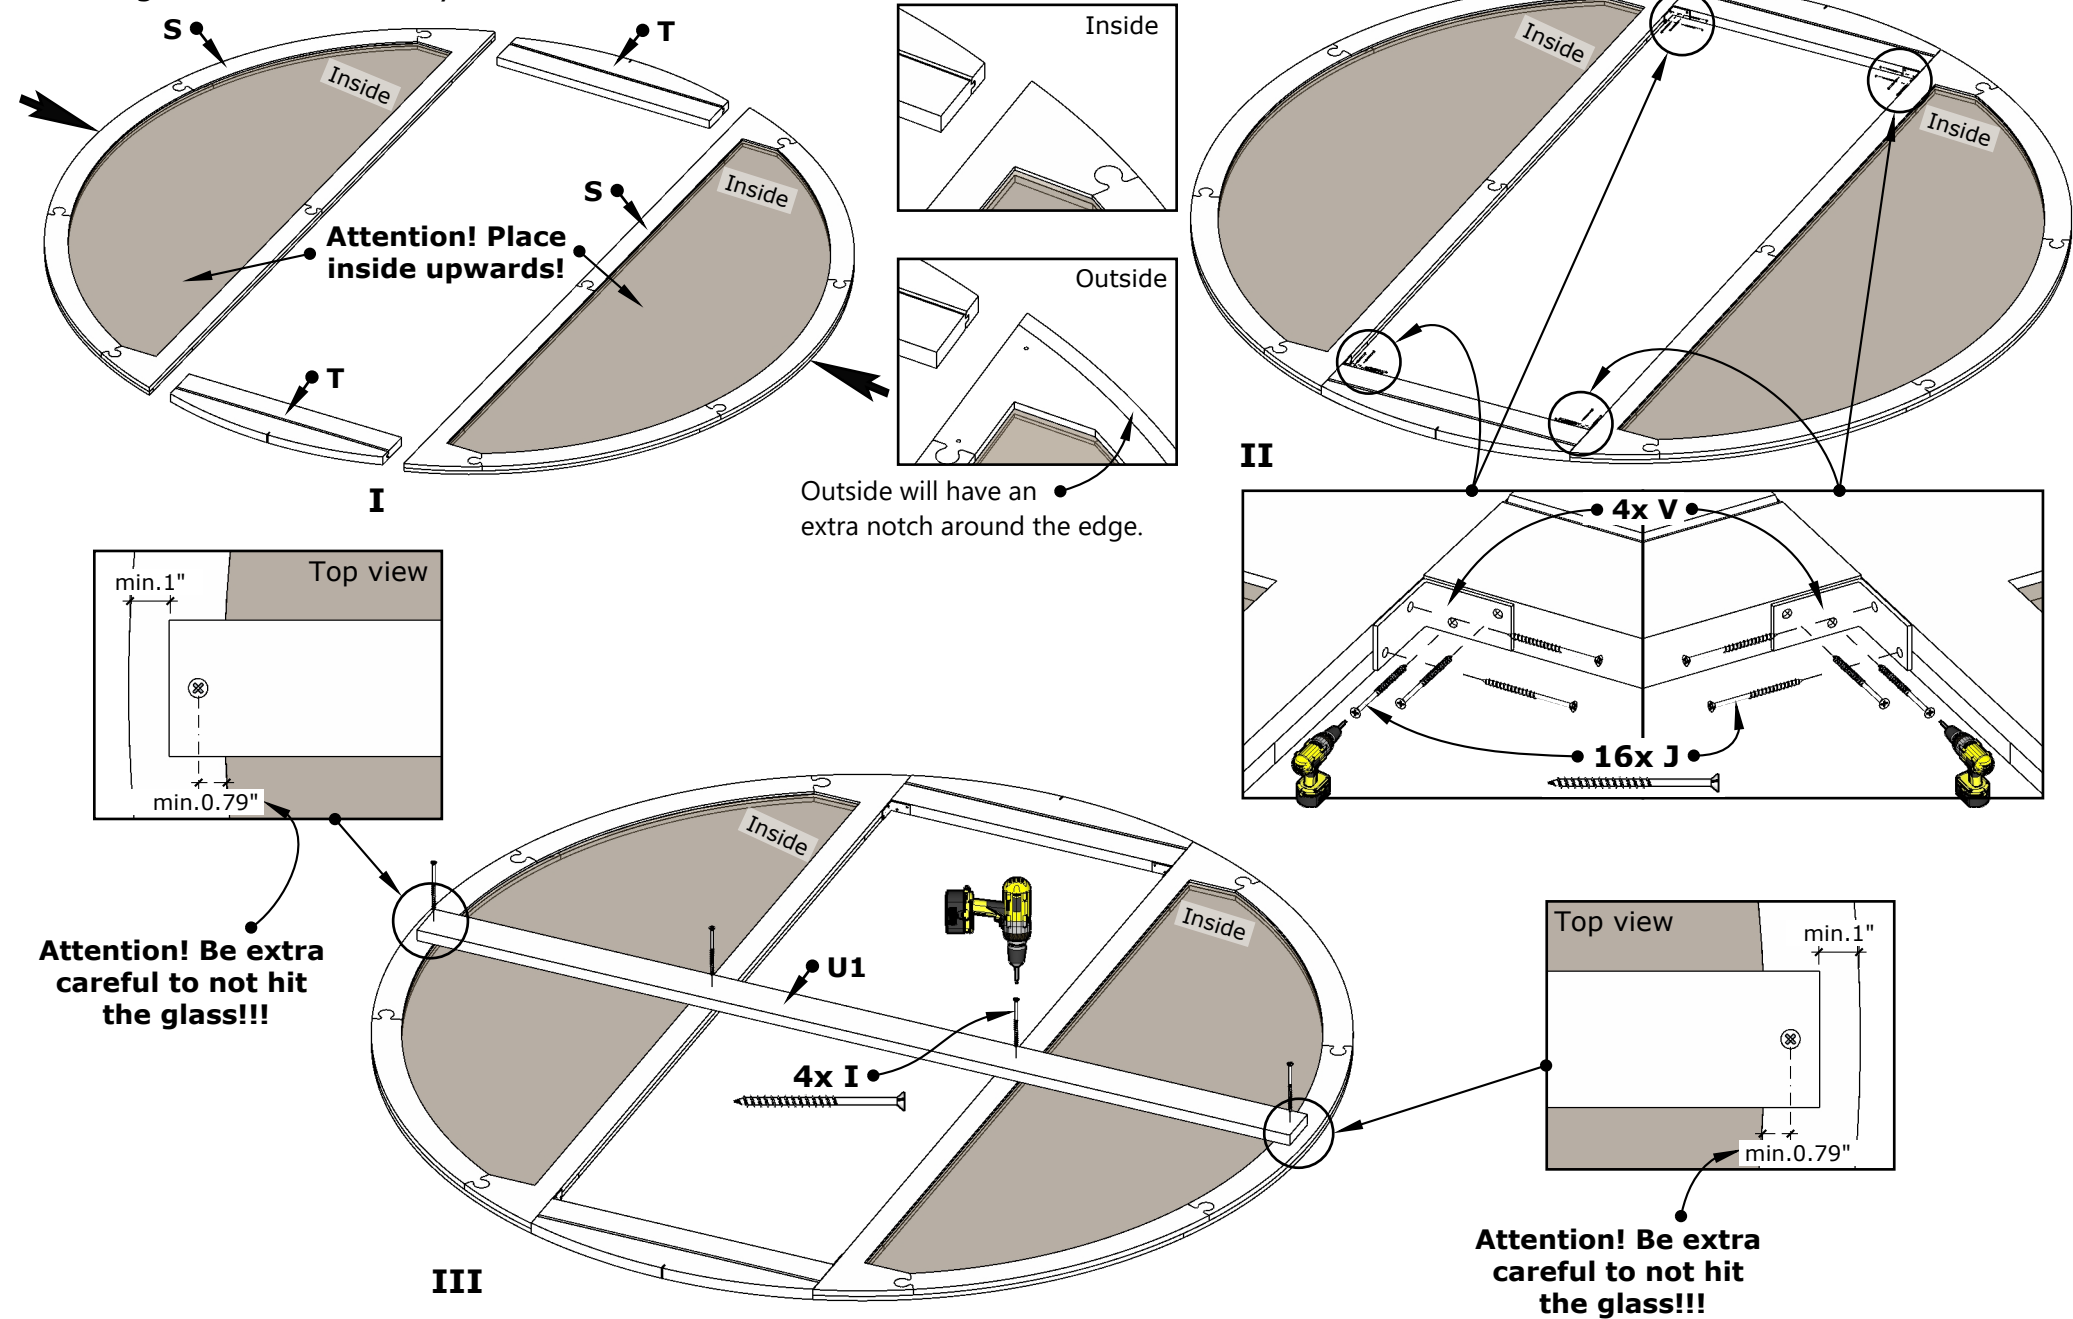 S
T
Inside
Inside
S
Attention! Place
inside upwards!
T
I
Inside
Outside
Outside will have an
extra notch around the edge.
Inside
Inside
II
4x V
16x J
Top view
min.1"
min.0.79"
Attention! Be extra
careful to not hit
the glass!!!
Inside
Inside
U1
4x I
III
Top view
min.1"
min.0.79"
Attention! Be extra
careful to not hit
the glass!!!